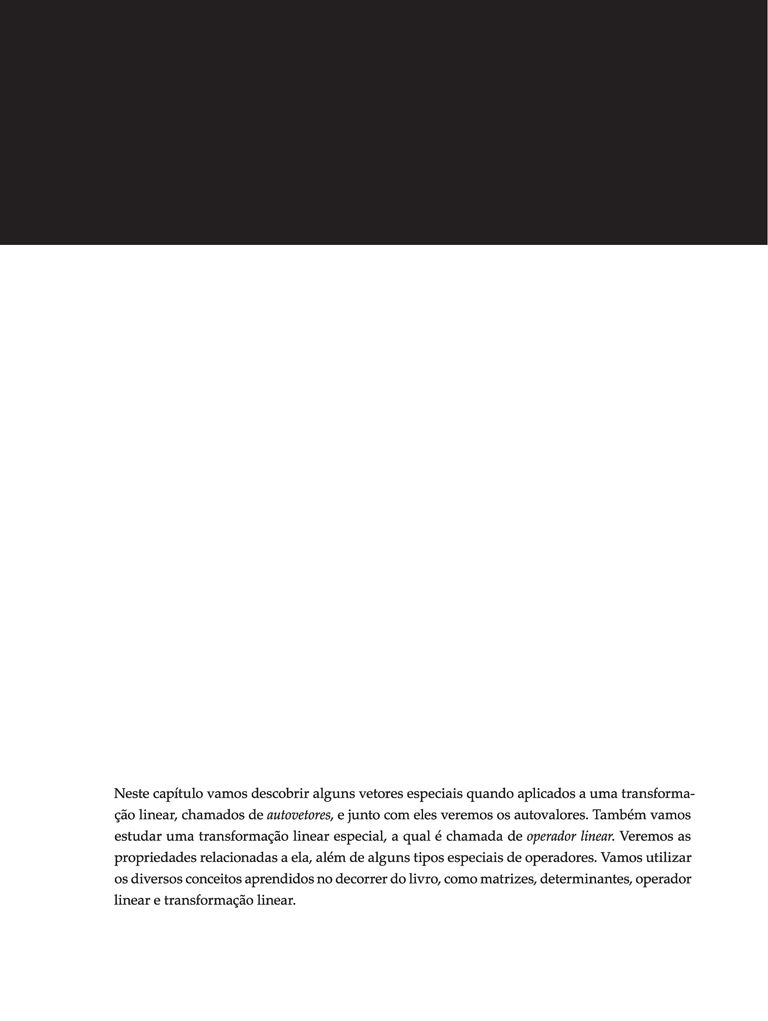 Neste capítulo vamos descobrir alguns vetores especiais quando aplicados a uma transforma-
ção linear, chamados de autovetores, e junto com eles veremos os autovalores. Também vamos
estudar uma transformação linear especial, a qual é chamada de operador linear. Veremos as
propriedades relacionadas a ela, além de alguns tipos especiais de operadores. Vamos utilizar
os diversos conceitos aprendidos no decorrer do livro, como matrizes, determinantes, operador
linear e transformação linear.